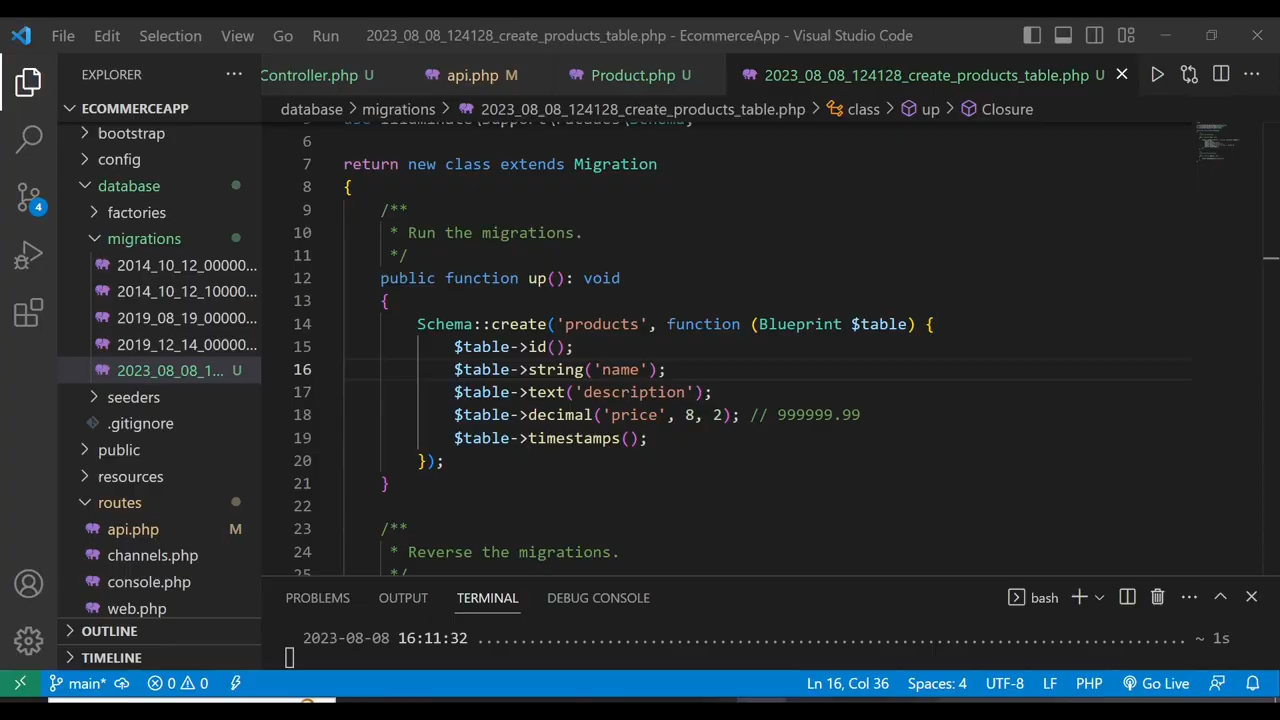 File Edit Selection View Go Run 2023_08_08_124128_create_products_table.php - EcommerceApp - Visual Studio Code
EXPLORER ...
Controller.php U api.php M Product.php U 2023_08_08_124128_create_products_table.php U
ECOMMERCEAPP
database > migrations > 2023_08_08_124128_create_products_table.php > class > up > Closure
bootstrap
config
database
factories
migrations
2014_10_12_00000...
2014_10_12_10000...
2019_08_19_00000...
2019_12_14_00000...
2023_08_08_1... U
seeders
.gitignore
public
resources
routes
api.php M
channels.php
console.php
web.php
OUTLINE
TIMELINE
4
6
7 return new class extends Migration
8 {
9 /**
10 * Run the migrations.
11 */
12 public function up(): void
13 {
14 Schema::create('products', function (Blueprint $table) {
15 $table->id();
16 $table->string('name');
17 $table->text('description');
18 $table->decimal('price', 8, 2); // 999999.99
19 $table->timestamps();
20 });
21 }
22
23 /**
24 * Reverse the migrations.
25 */
PROBLEMS OUTPUT TERMINAL DEBUG CONSOLE bash
2023-08-08 16:11:32 ............................................................................. ~ 1s
main* 0 0 Ln 16, Col 36 Spaces: 4 UTF-8 LF PHP Go Live